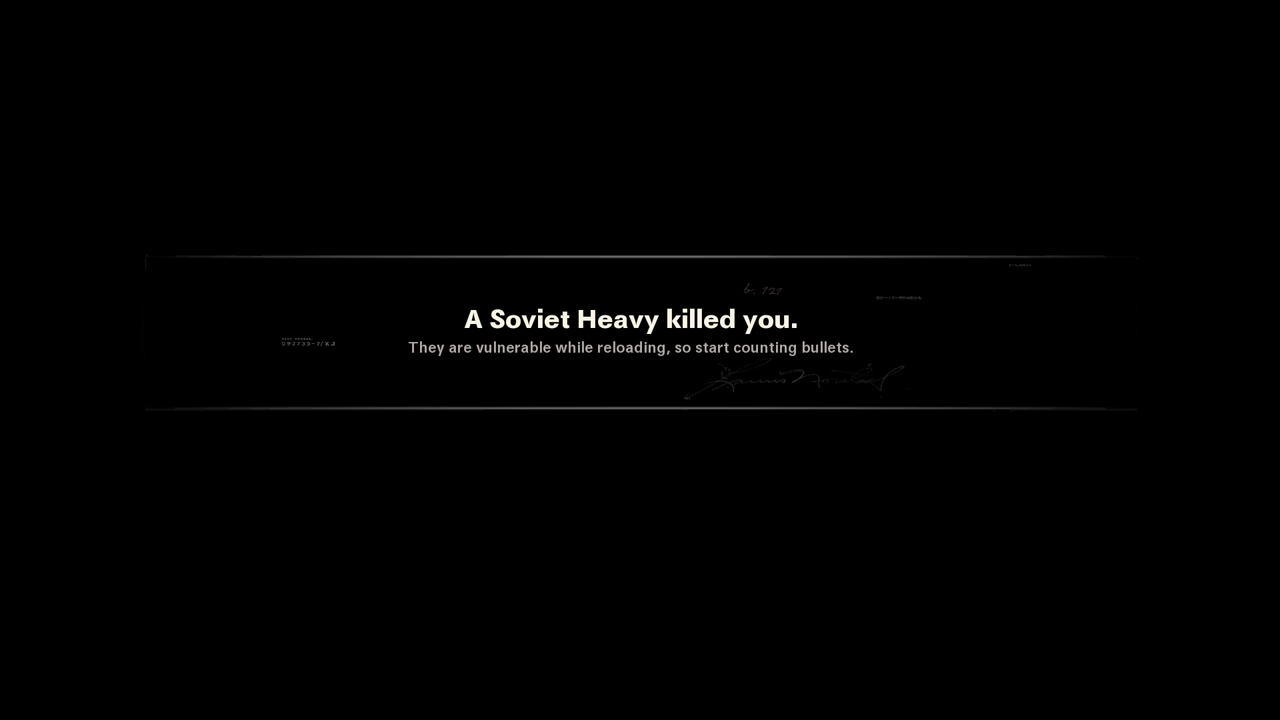 A Soviet Heavy killed you.
They are vulnerable while reloading, so start counting bullets.